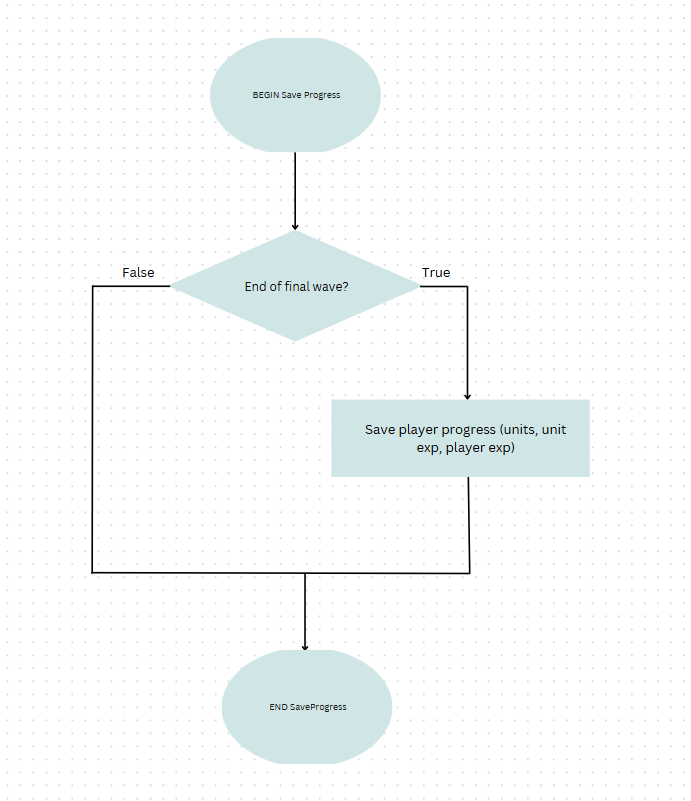 BEGIN Save Progress
False
True
End of final wave?
Save player progress (units, unit
exp, player exp)
END SaveProgress